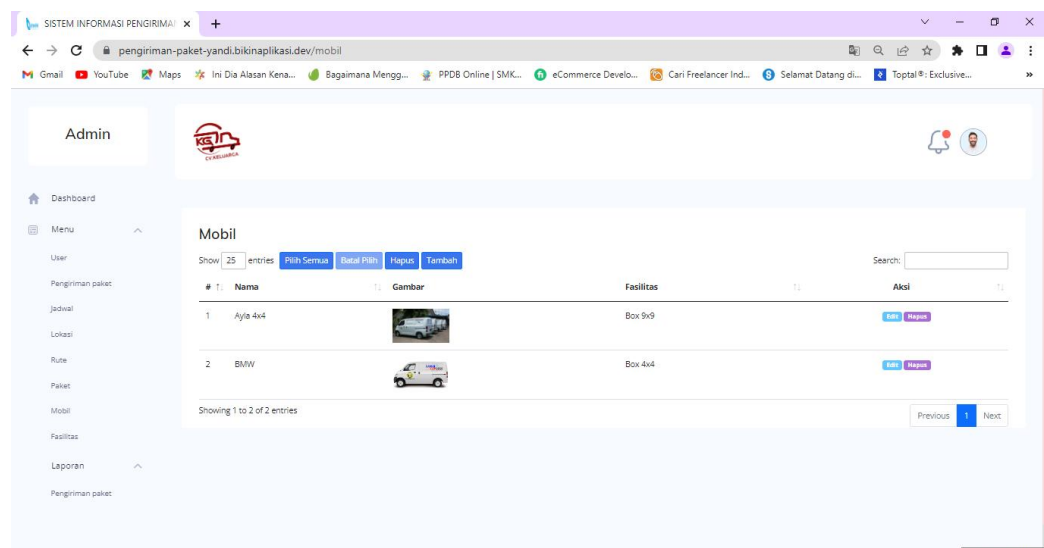 SISTEM INFORMASI PENGIRIMA
pengiriman-paket-yandi.bikinaplikasi.dev/mobil
Gmail YouTube Maps Ini Dia Alasan Kena... Bagaimana Mengg... PPDB Online | SMK... eCommerce Develo... Cari Freelancer Ind... Selamat Datang di... Toptal®: Exclusive...
Admin
KG
CV.KELUARGA
Dashboard
Menu
User
Pengiriman paket
Jadwal
Lokasi
Rute
Paket
Mobil
Fasilitas
Laporan
Pengiriman paket
Mobil
Show 25 entries Pilih Semua Batal Pilih Hapus Tambah Search:
# Nama Gambar Fasilitas Aksi
1 Ayla 4x4 Box 9x9 Edit Hapus
2 BMW Box 4x4 Edit Hapus
Showing 1 to 2 of 2 entries
Previous 1 Next